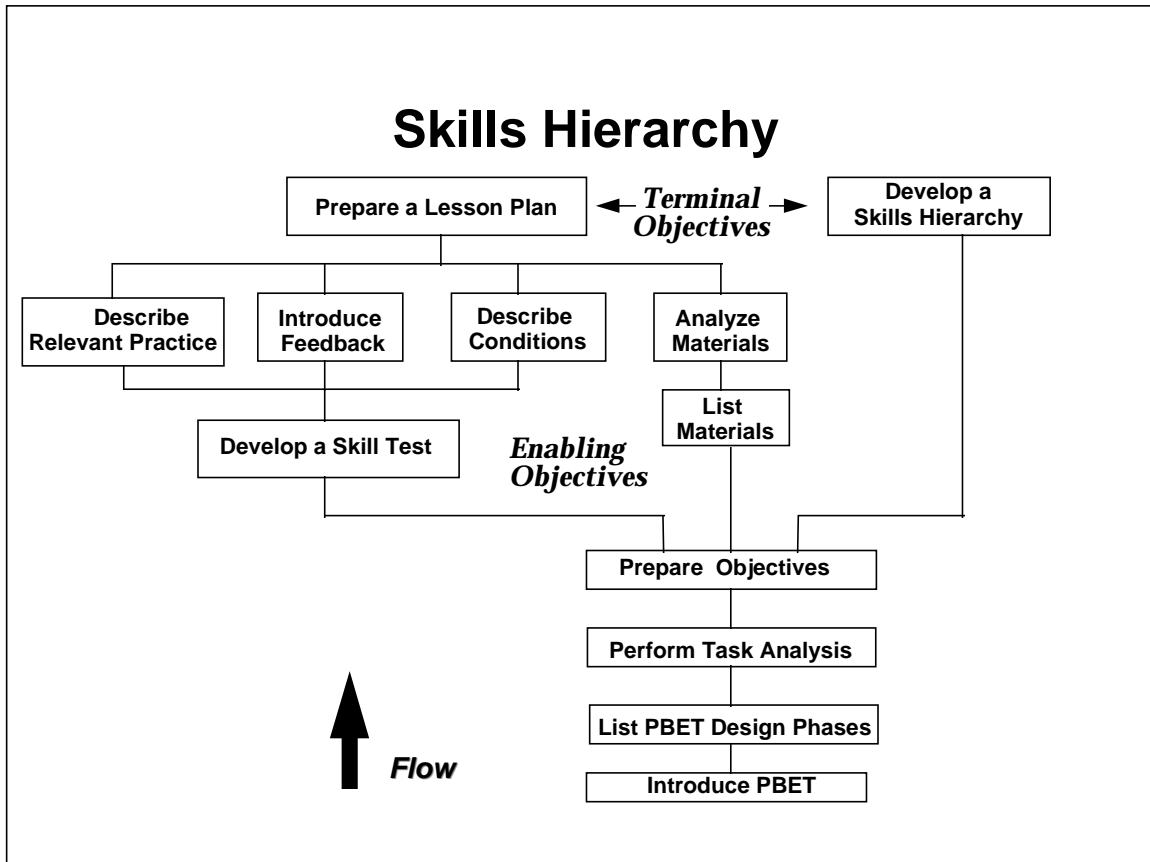 Skills Hierarchy
Prepare a Lesson Plan
Terminal
Objectives
Develop a
Skills Hierarchy
Describe
Relevant Practice
Introduce
Feedback
Describe
Conditions
Analyze
Materials
List
Materials
Develop a Skill Test
Enabling
Objectives
Prepare Objectives
Perform Task Analysis
List PBET Design Phases
Introduce PBET
Flow